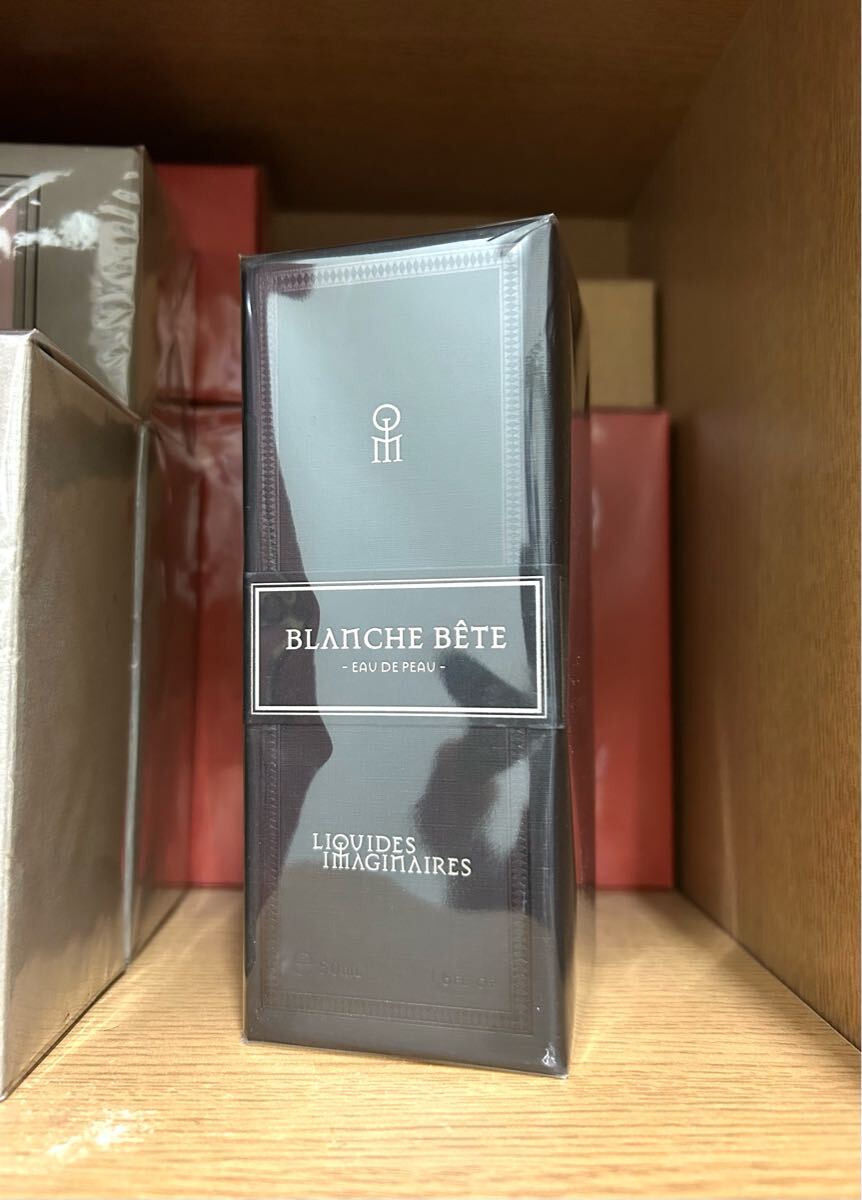 BLANCHE BÊTE
- EAU DE PEAU -
LIQUIDES
IMAGINAIRES